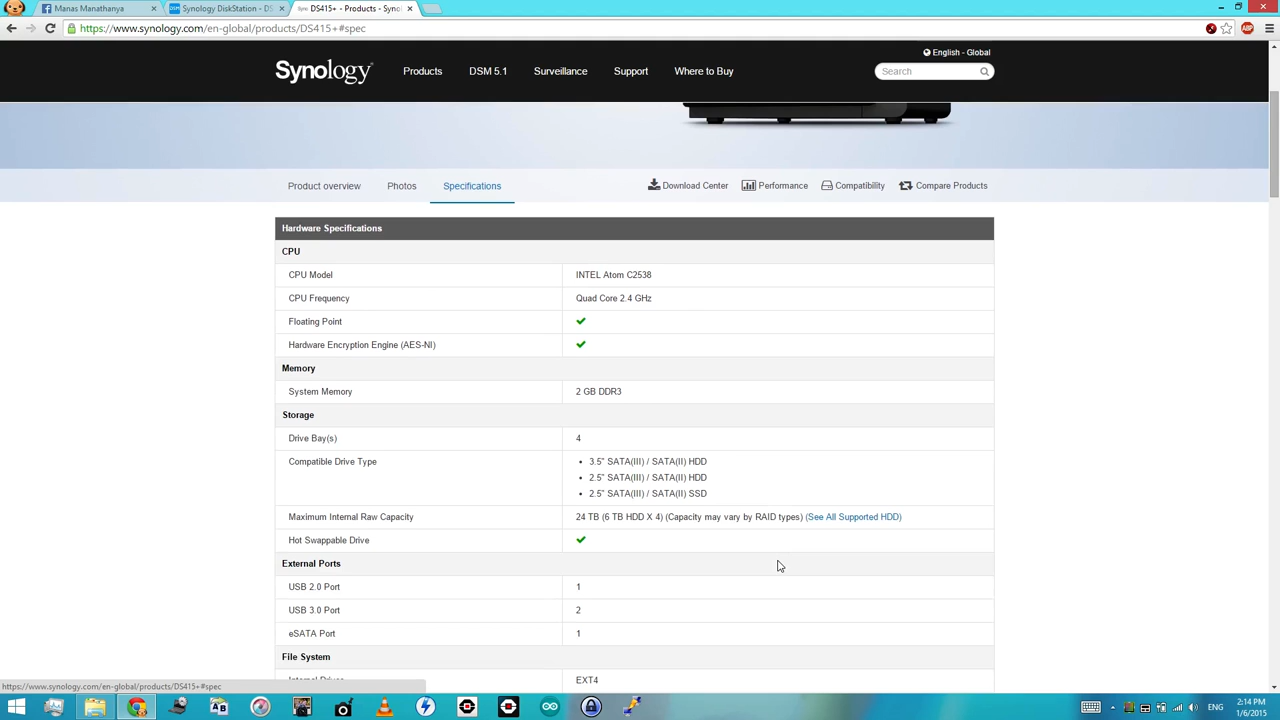 Manas Manathanya
Synology DiskStation - DS
DS415+ - Products - Syno
https://www.synology.com/en-global/products/DS415+#spec
ABP
English - Global
Synology
Products
DSM 5.1
Surveillance
Support
Where to Buy
Search
Product overview
Photos
Specifications
Download Center
Performance
Compatibility
Compare Products
Hardware Specifications
CPU
CPU Model INTEL Atom C2538
CPU Frequency Quad Core 2.4 GHz
Floating Point
Hardware Encryption Engine (AES-NI)
Memory
System Memory 2 GB DDR3
Storage
Drive Bay(s) 4
Compatible Drive Type • 3.5" SATA(III) / SATA(II) HDD
• 2.5" SATA(III) / SATA(II) HDD
• 2.5" SATA(III) / SATA(II) SSD
Maximum Internal Raw Capacity 24 TB (6 TB HDD X 4) (Capacity may vary by RAID types) (See All Supported HDD)
Hot Swappable Drive
External Ports
USB 2.0 Port 1
USB 3.0 Port 2
eSATA Port 1
File System
Internal Drives EXT4
https://www.synology.com/en-global/products/DS415+#spec
2:14 PM
1/6/2015